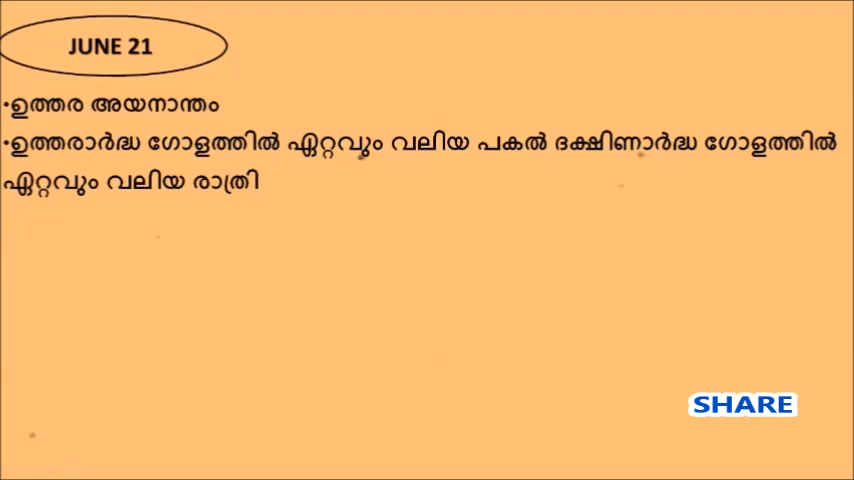 JUNE 21
•ഉത്തര അയനാന്തം
•ഉത്തരാർദ്ധ ഗോളത്തിൽ ഏറ്റവും വലിയ പകൽ ദക്ഷിണാർദ്ധ ഗോളത്തിൽ
ഏറ്റവും വലിയ രാത്രി
SHARE